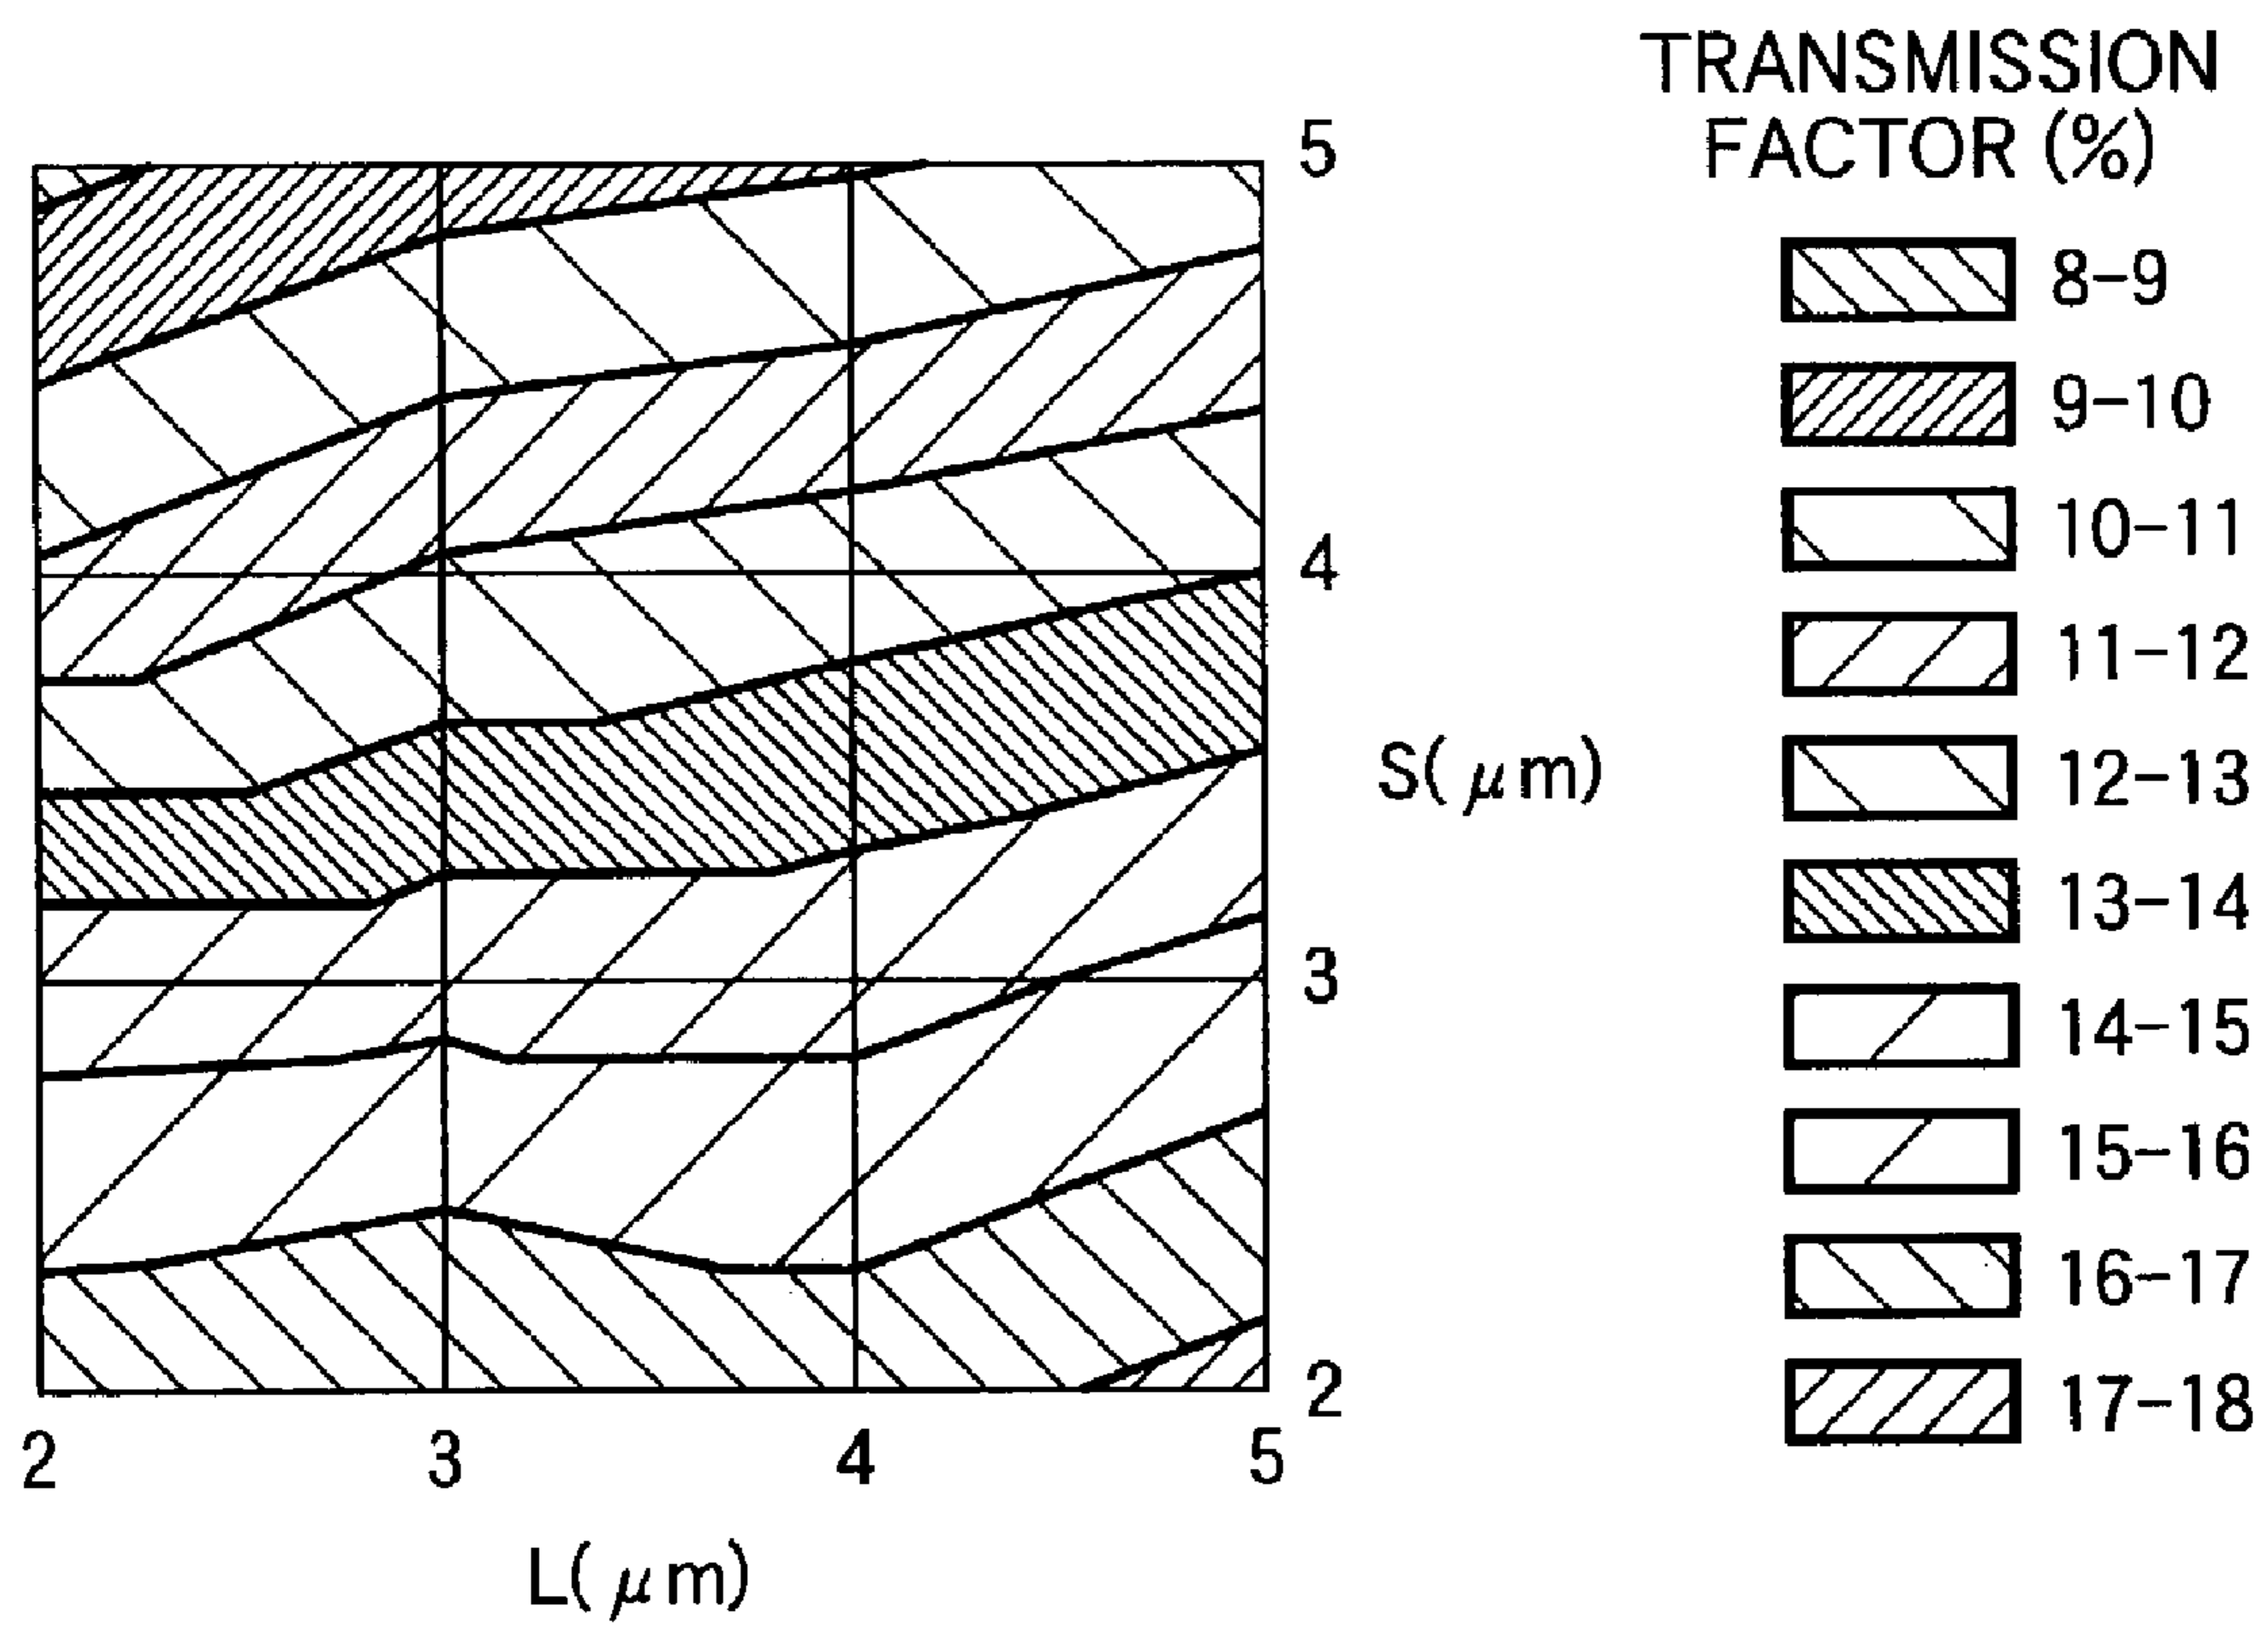 TRANSMISSION
FACTOR (%)
5
8-9
9-10
10-11
4
11-12
S(μm)
12-13
13-14
3
14-15
15-16
16-17
2
17-18
2 3 4 5
L(μm)